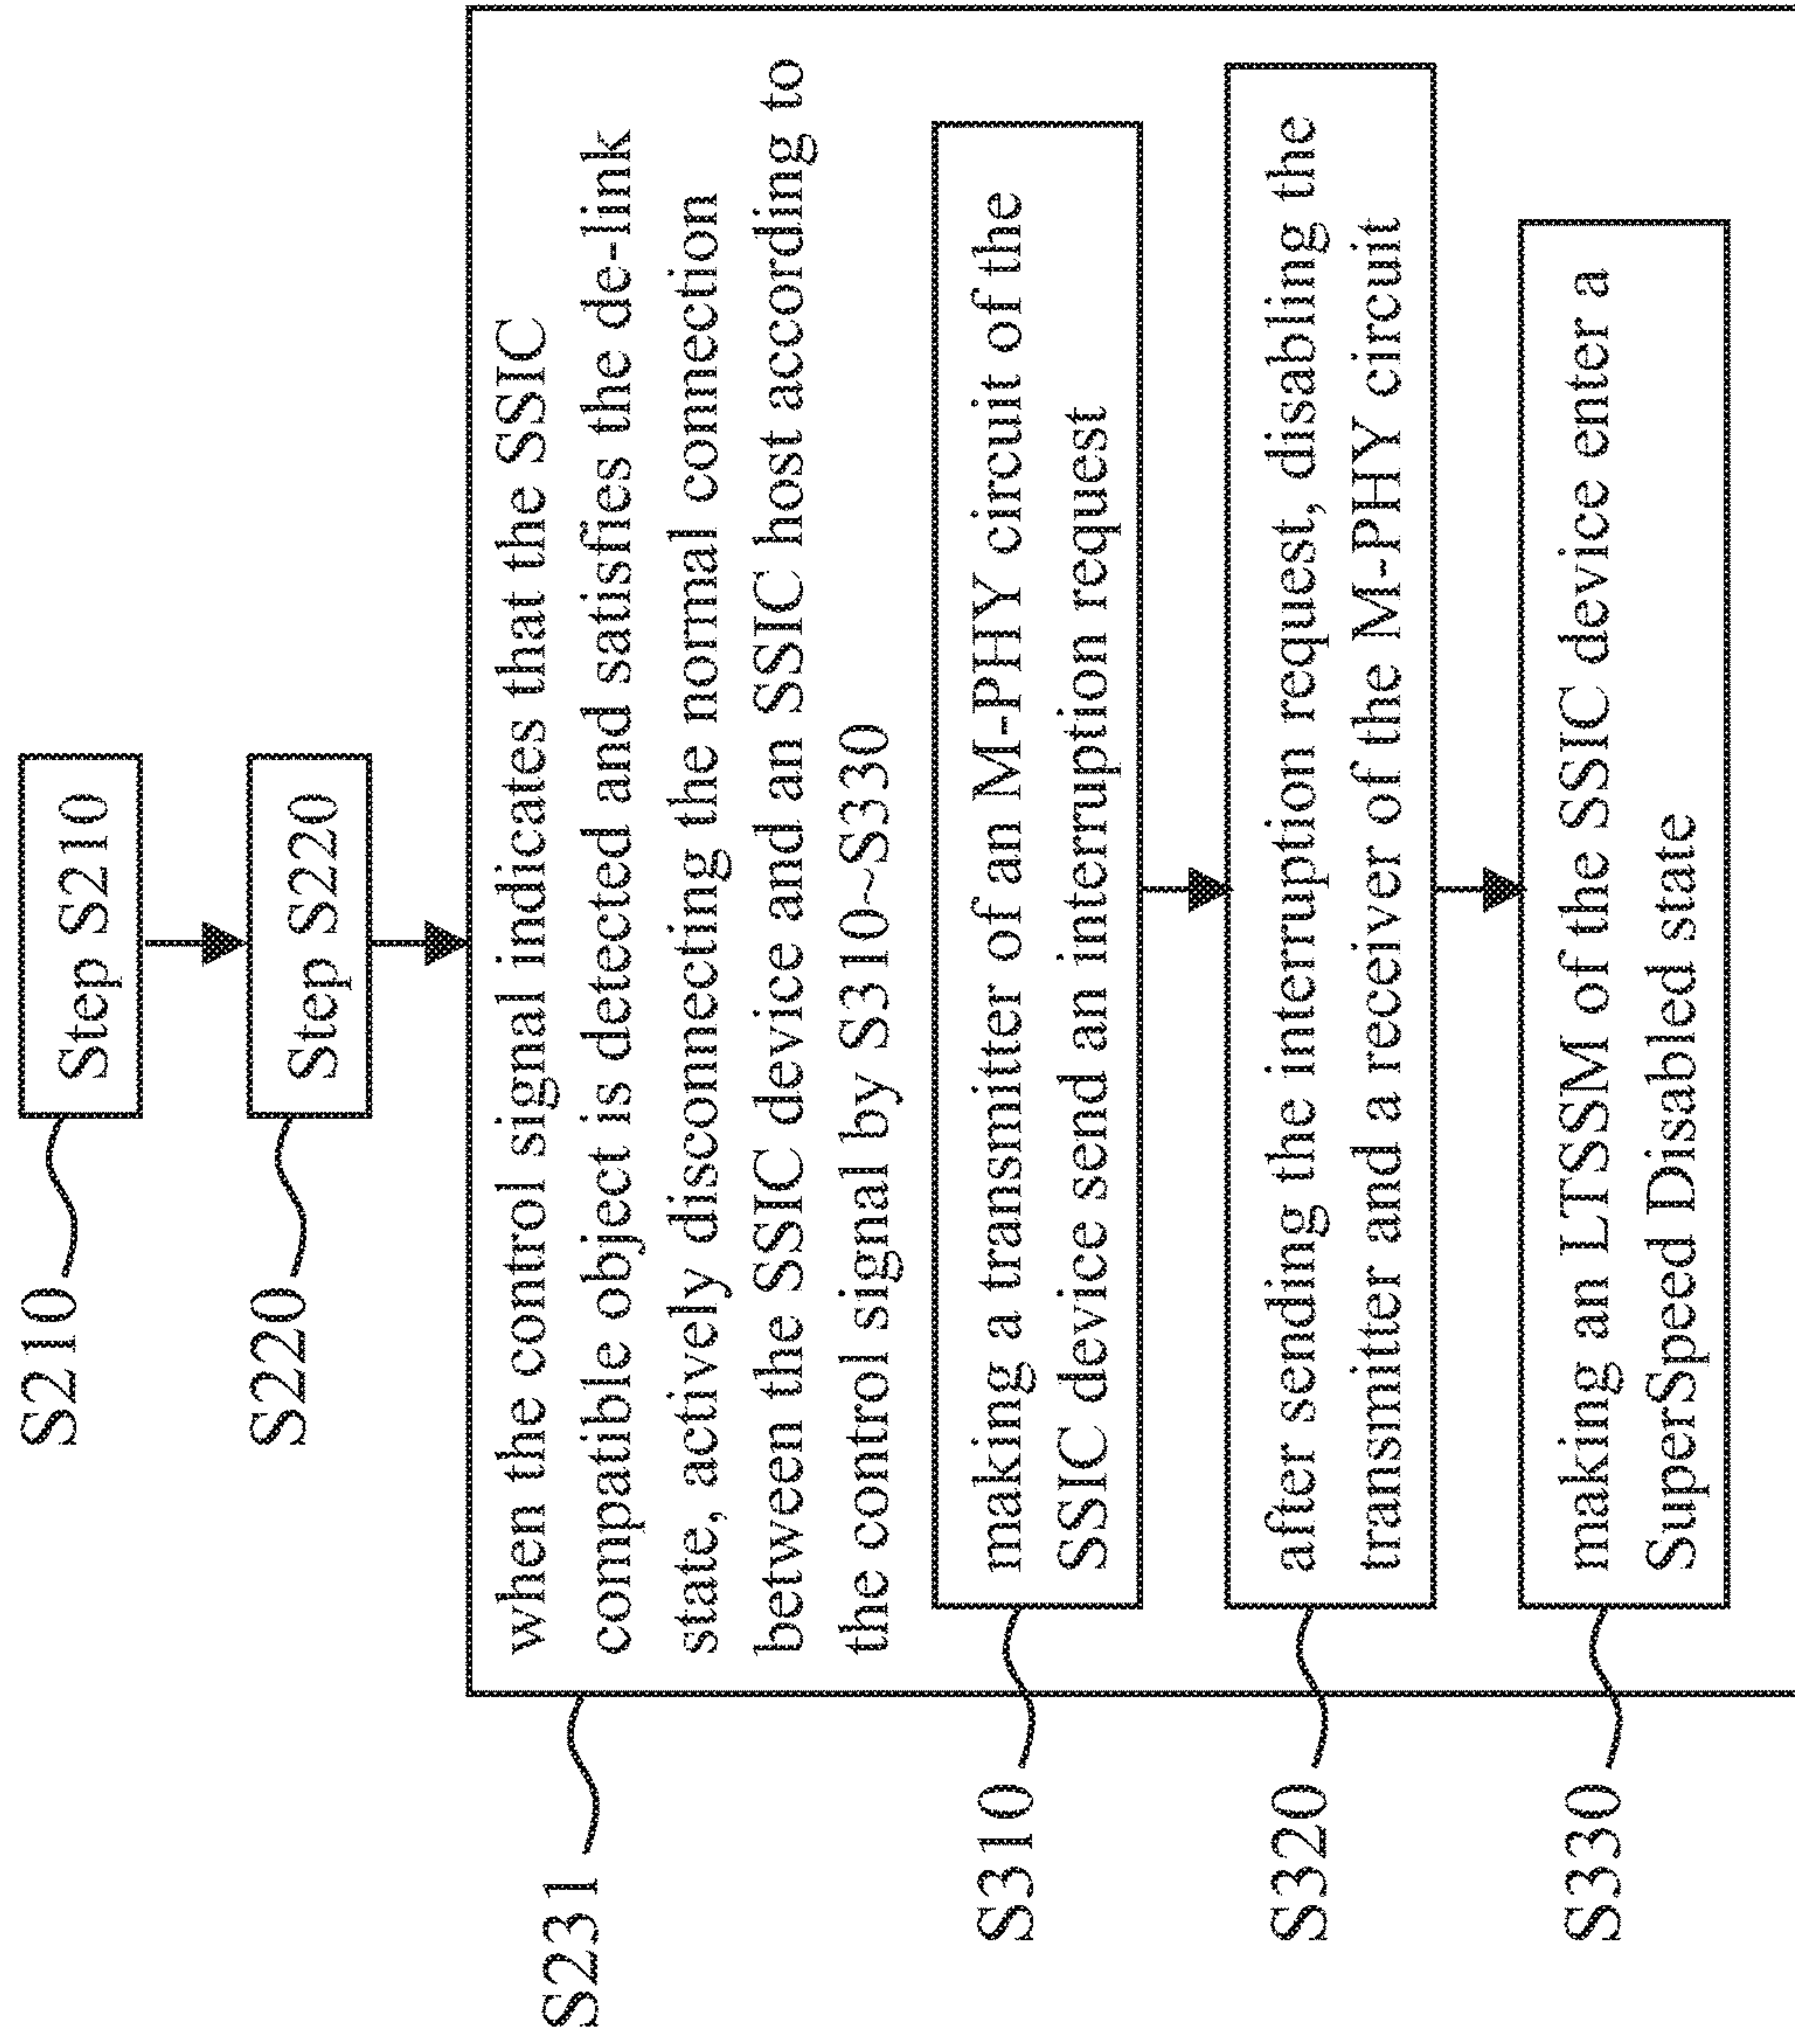 S210
Step S210
S220
Step S220
S231
when the control signal indicates that the SSIC
compatible object is detected and satisfies the de-link
state, actively disconnecting the normal connection
between the SSIC device and an SSIC host according to
the control signal by S310~S330
S310
making a transmitter of an M-PHY circuit of the
SSIC device send an interruption request
S320
after sending the interruption request, disabling the
transmitter and a receiver of the M-PHY circuit
S330
making an LTSSM of the SSIC device enter a
SuperSpeed Disabled state